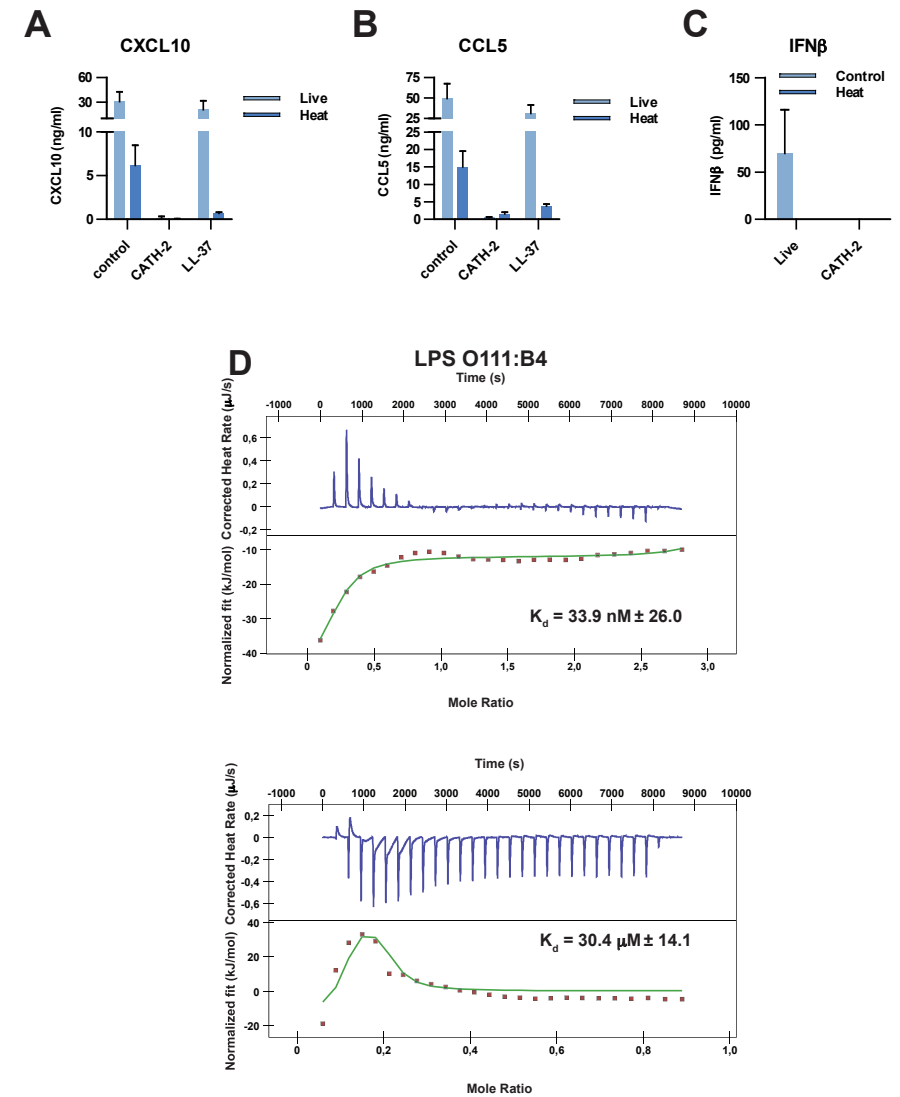 A
CXCL10
CXCL10 (ng/ml)
60
30
10
5
0
control
CATH-2
LL-37
Live
Heat
B
CCL5
CCL5 (ng/ml)
75
50
25
25
20
15
10
5
0
control
CATH-2
LL-37
Live
Heat
C
IFNβ
IFNβ (pg/ml)
150
100
50
0
Live
CATH-2
Control
Heat
D
LPS O111:B4
Time (s)
-1000 0 1000 2000 3000 4000 5000 6000 7000 8000 9000 10000
Corrected Heat Rate (µJ/s)
0,6
0,4
0,2
0
-0,2
Normalized fit (kJ/mol)
-10
-20
-30
-40
Kd = 33.9 nM ± 26.0
0 0,5 1,0 1,5 2,0 2,5 3,0
Mole Ratio
Time (s)
-1000 0 1000 2000 3000 4000 5000 6000 7000 8000 9000 10000
Corrected Heat Rate (µJ/s)
0,2
0
-0,2
-0,4
-0,6
Normalized fit (kJ/mol)
40
20
0
-20
Kd = 30.4 µM ± 14.1
0 0,2 0,4 0,6 0,8 1,0
Mole Ratio